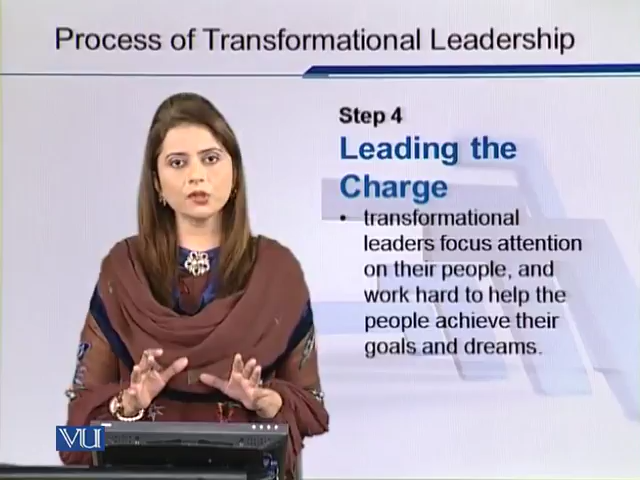 Process of Transformational Leadership
Step 4
Leading the
Charge
• transformational
leaders focus attention
on their people, and
work hard to help the
people achieve their
goals and dreams.
VU